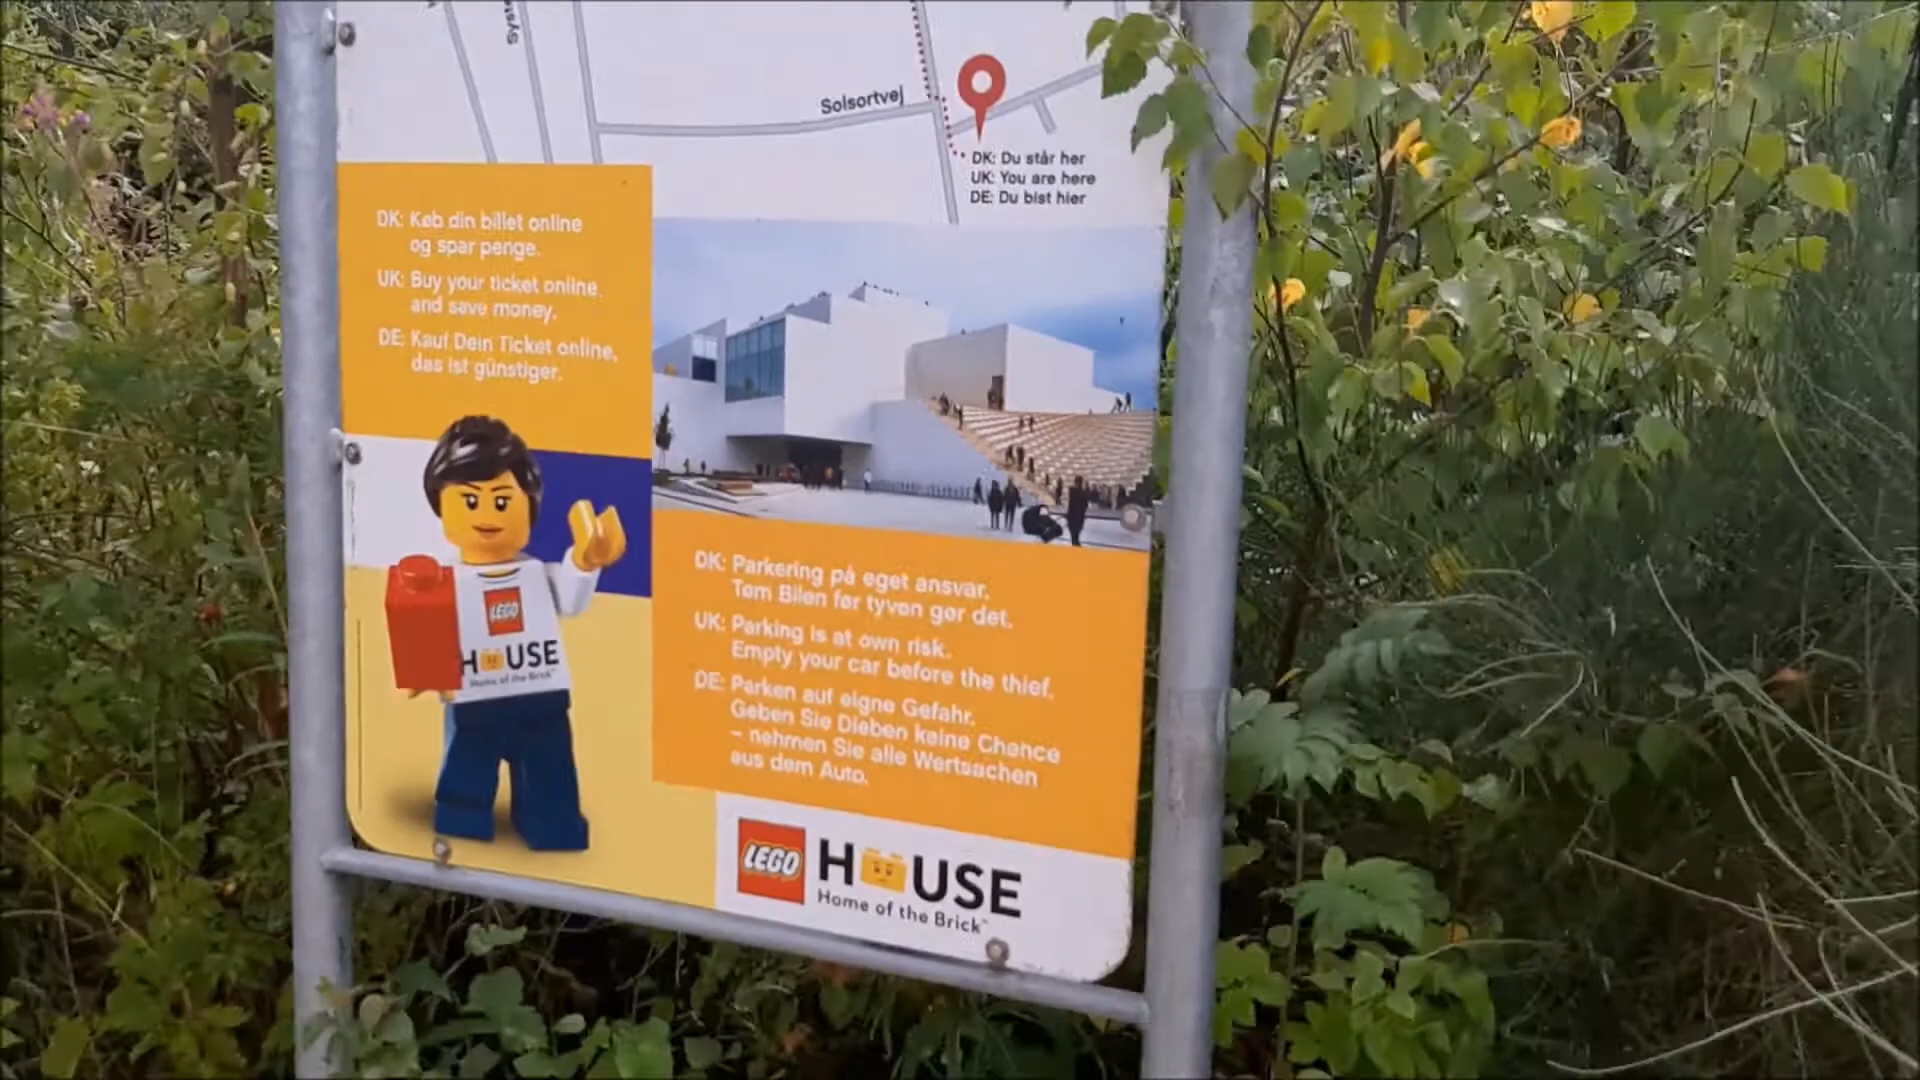 Syst
Solsortvej
DK: Du står her
UK: You are here
DE: Du bist hier
DK: Køb din billet online
og spar penge.
UK: Buy your ticket online
and save money.
DE: Kauf Dein Ticket online,
das ist günstiger.
DK: Parkering på eget ansvar.
Tøm Bilen før tyven gør det.
UK: Parking is at own risk.
Empty your car before the thief.
DE: Parken auf eigne Gefahr.
Geben Sie Dieben keine Chance
– nehmen Sie alle Wertsachen
aus dem Auto.
LEGO
HOUSE
Home of the Brick
LEGO HOUSE
Home of the Brick™